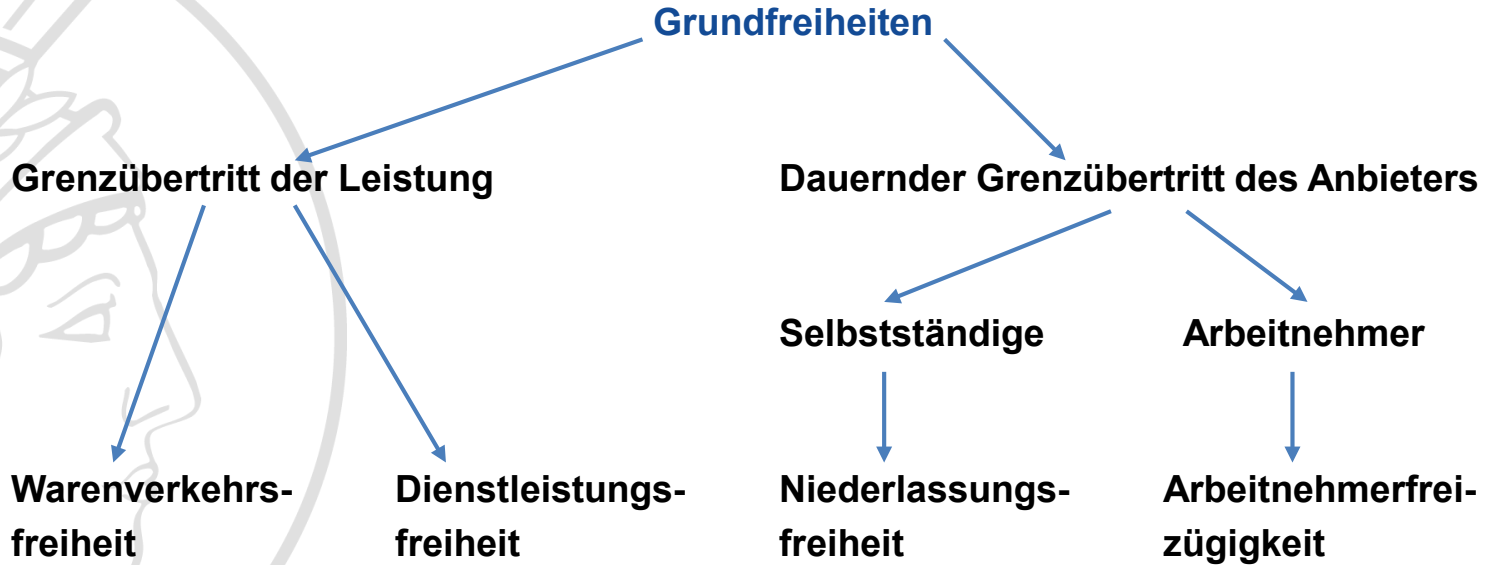 Grundfreiheiten
Grenzübertritt der Leistung
Dauernder Grenzübertritt des Anbieters
Selbstständige
Arbeitnehmer
Warenverkehrs-
freiheit
Dienstleistungs-
freiheit
Niederlassungs-
freiheit
Arbeitnehmerfrei-
zügigkeit